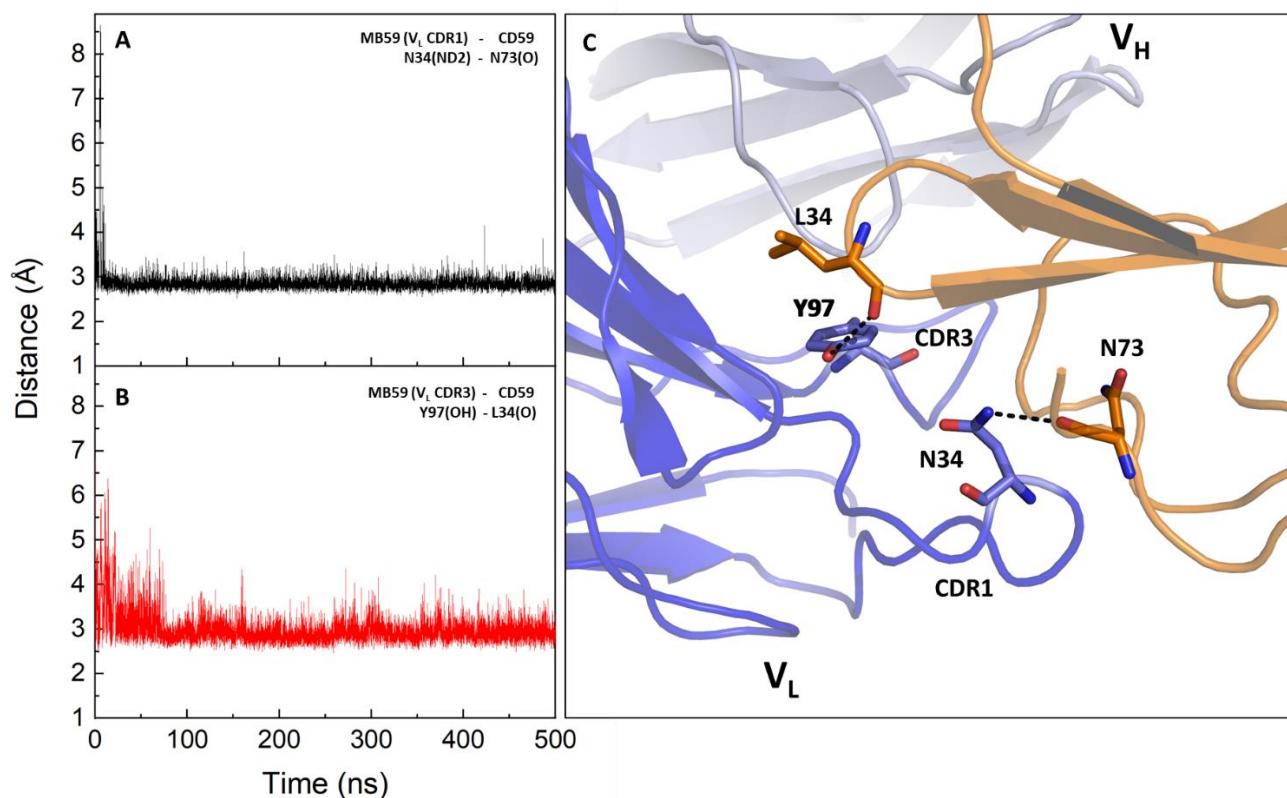 A
MB59 (VL CDR1) - CD59
N34(ND2) - N73(O)
8
7
6
5
4
3
2
1
B
MB59 (VL CDR3) - CD59
Y97(OH) - L34(O)
8
7
6
5
4
3
2
1
Distance (Å)
0 100 200 300 400 500
Time (ns)
C
VH
L34
Y97
CDR3
N73
N34
CDR1
VL